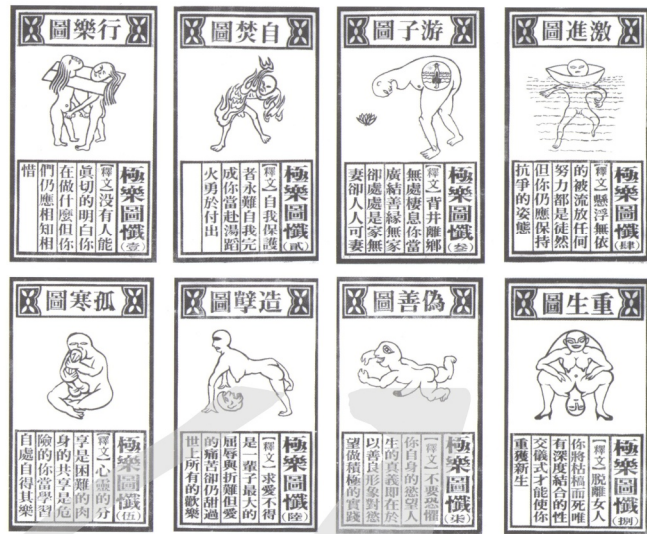 行樂圖
極樂圖懺(壹)
【釋文】没有人能
眞切的明白你
在做什麼但你
們仍應相知相
惜
自焚圖
極樂圖懺(貳)
【釋文】自我保護
者永難自我完
成你當赴湯蹈
火勇於付出
游子圖
極樂圖懺(叁)
【釋文】背井離鄉
無處棲息你當
廣結善緣無家
卻處處是家無
妻卻人人可妻
激進圖
極樂圖懺(肆)
【釋文】懸浮無依
的被流放任何
努力都是徒然
但你仍應保持
抗爭的姿態
孤寒圖
極樂圖懺(伍)
【釋文】心靈的分
享是困難的肉
身的共享是危
險的你當學習
自處自得其樂
造孽圖
極樂圖懺(陸)
【釋文】求愛不得
是一輩子最大的
屈辱與折難但愛
的痛苦卻仍甜過
世上所有的歡樂
偽善圖
極樂圖懺(柒)
【釋文】不要恐懼
你自身的慾望人
生的真義即在於
以善良形象對慾
望做積極的實踐
重生圖
極樂圖懺(捌)
【釋文】脫離女人
你將枯槁而死唯
有深度結合的性
交儀式才能使你
重獲新生